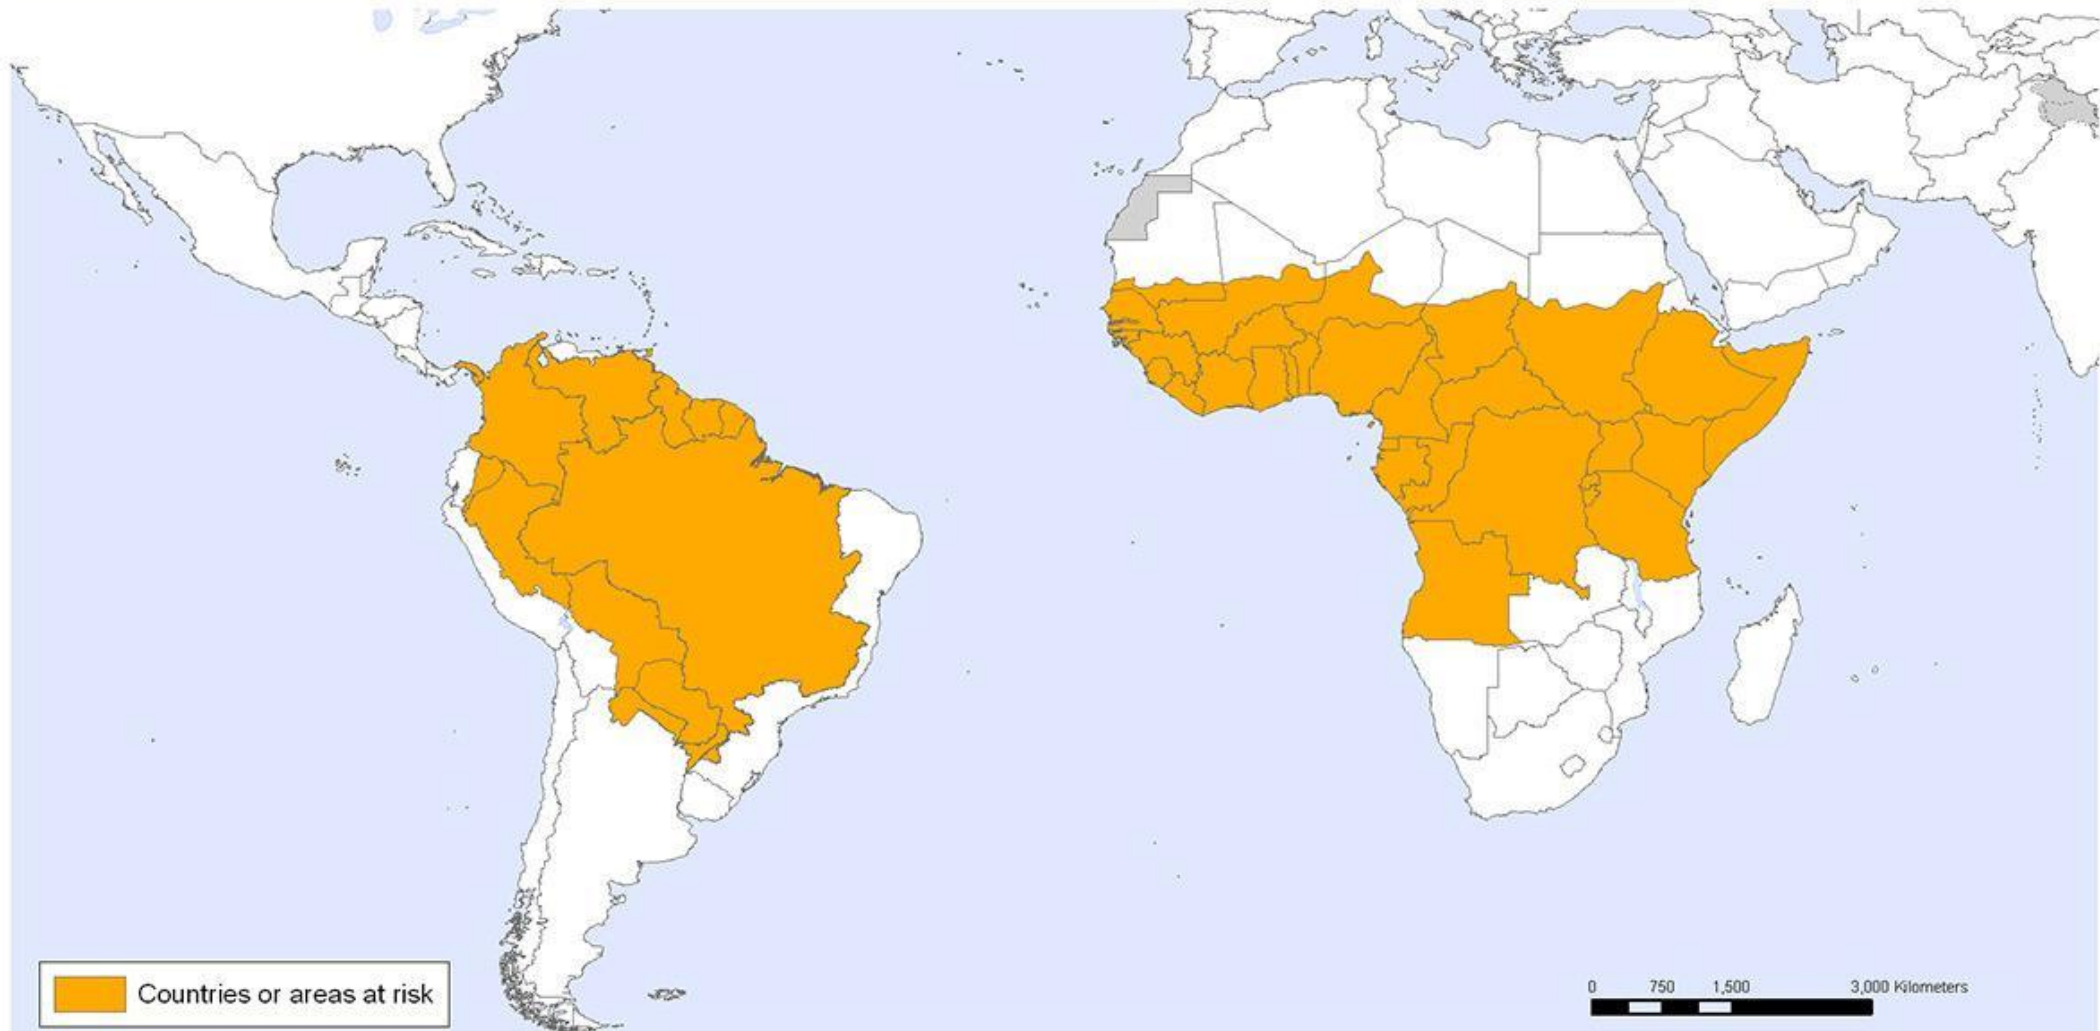 Countries or areas at risk
0 750 1,500 3,000 Kilometers